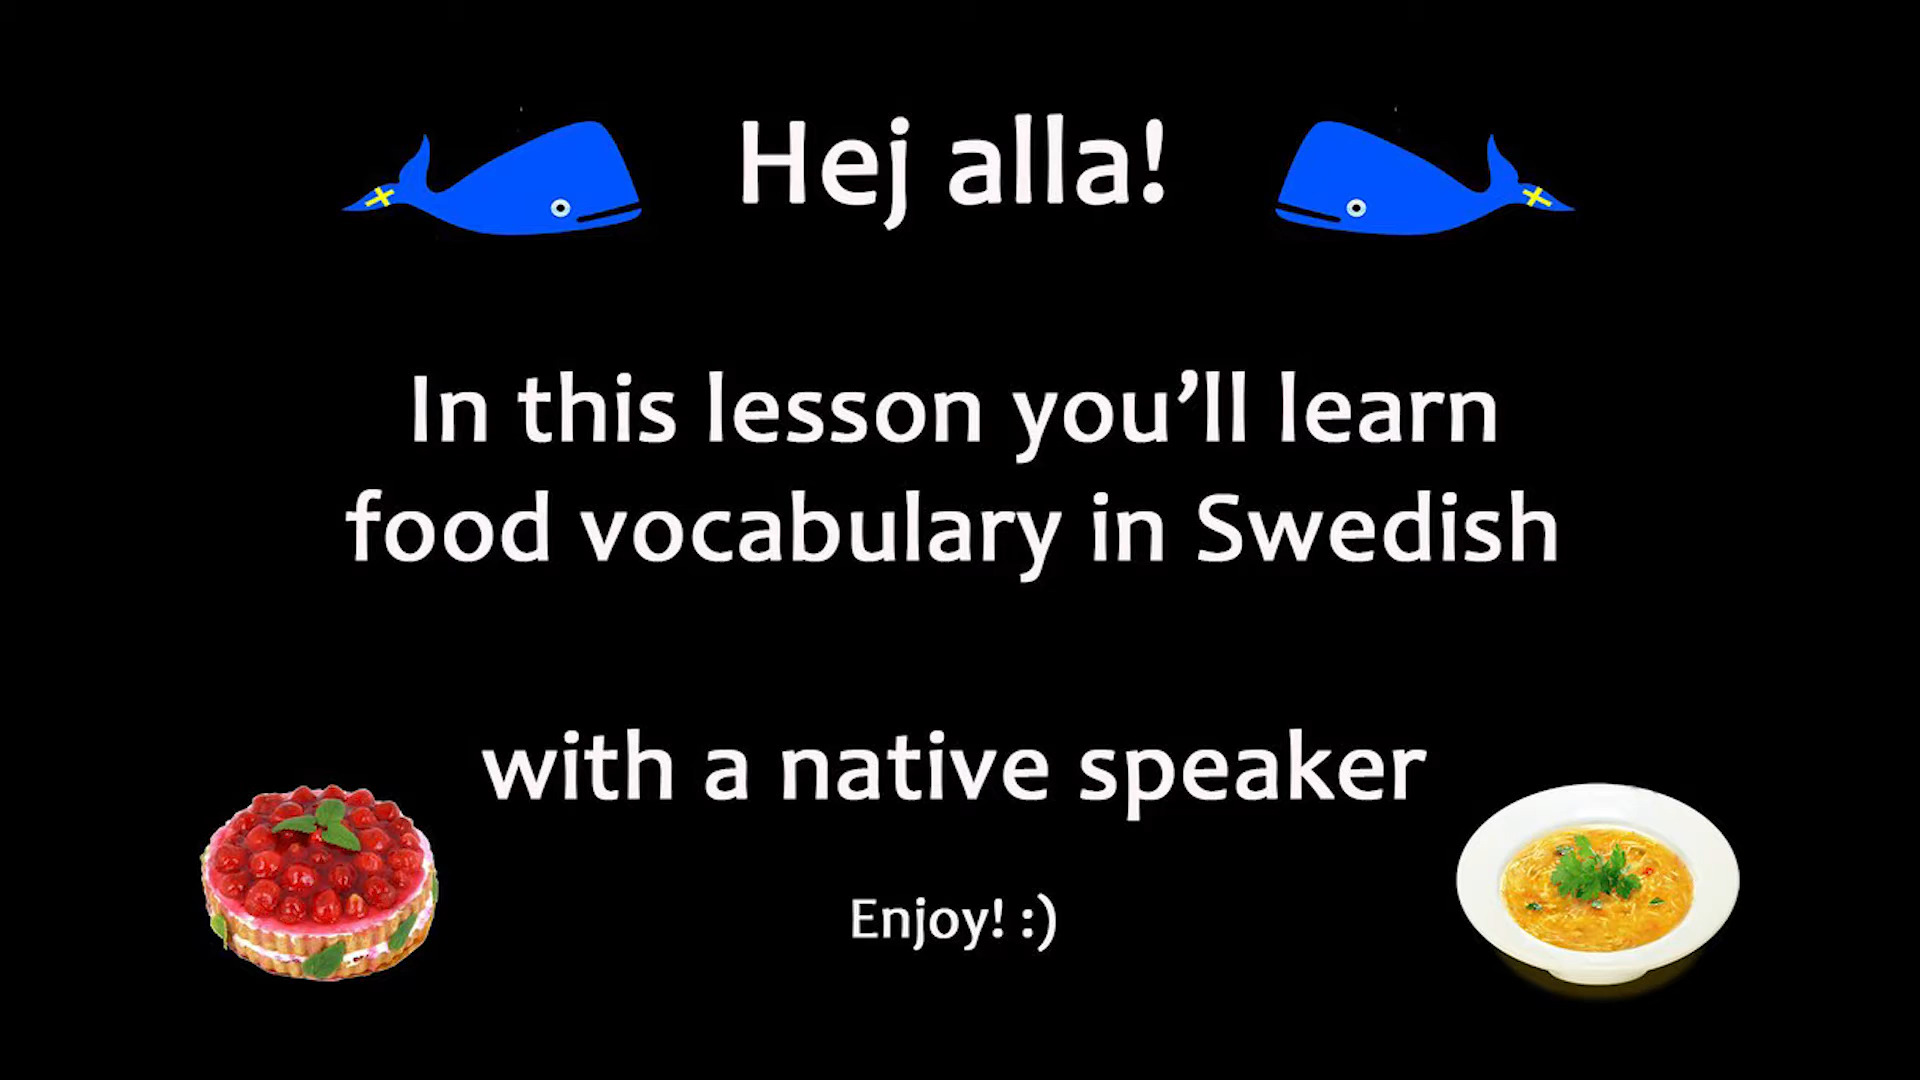 Hej alla!
In this lesson you’ll learn
food vocabulary in Swedish
with a native speaker
Enjoy! :)